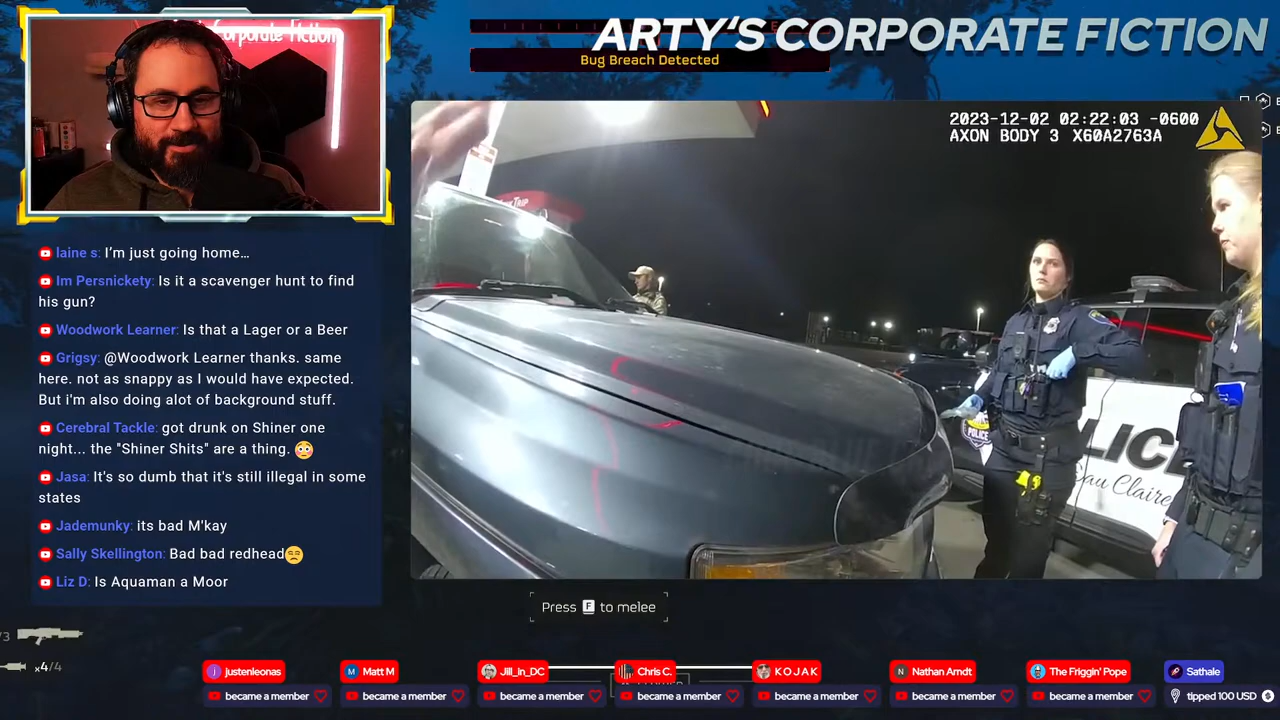 Corporate Fiction
ARTY'S CORPORATE FICTION
Bug Breach Detected
2023-12-02 02:22:03 -0600
AXON BODY 3 X60A2763A
laine s: I'm just going home…
Im Persnickety: Is it a scavenger hunt to find
his gun?
Woodwork Learner: Is that a Lager or a Beer
Grigsy: @Woodwork Learner thanks. same
here. not as snappy as I would have expected.
But i'm also doing alot of background stuff.
Cerebral Tackle: got drunk on Shiner one
night... the "Shiner Shits" are a thing. 😳
Jasa: It's so dumb that it's still illegal in some
states
Jademunky: its bad M'kay
Sally Skellington: Bad bad redhead😒
Liz D: Is Aquaman a Moor
POLICE
LICE
Eau Claire
Press F to melee
/3
x4/4
justenleonas
became a member
Matt M
became a member
Jill_in_DC
became a member
Chris C.
became a member
K O J A K
became a member
Nathan Arndt
became a member
The Friggin' Pope
became a member
Sathale
tipped 100 USD